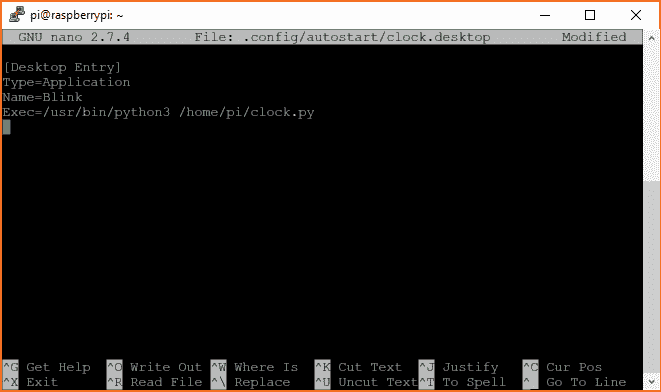 pi@raspberrypi: ~
GNU nano 2.7.4 File: .config/autostart/clock.desktop Modified
[Desktop Entry]
Type=Application
Name=Blink
Exec=/usr/bin/python3 /home/pi/clock.py
^G Get Help ^O Write Out ^W Where Is ^K Cut Text ^J Justify ^C Cur Pos
^X Exit ^R Read File ^\ Replace ^U Uncut Text ^T To Spell ^_ Go To Line